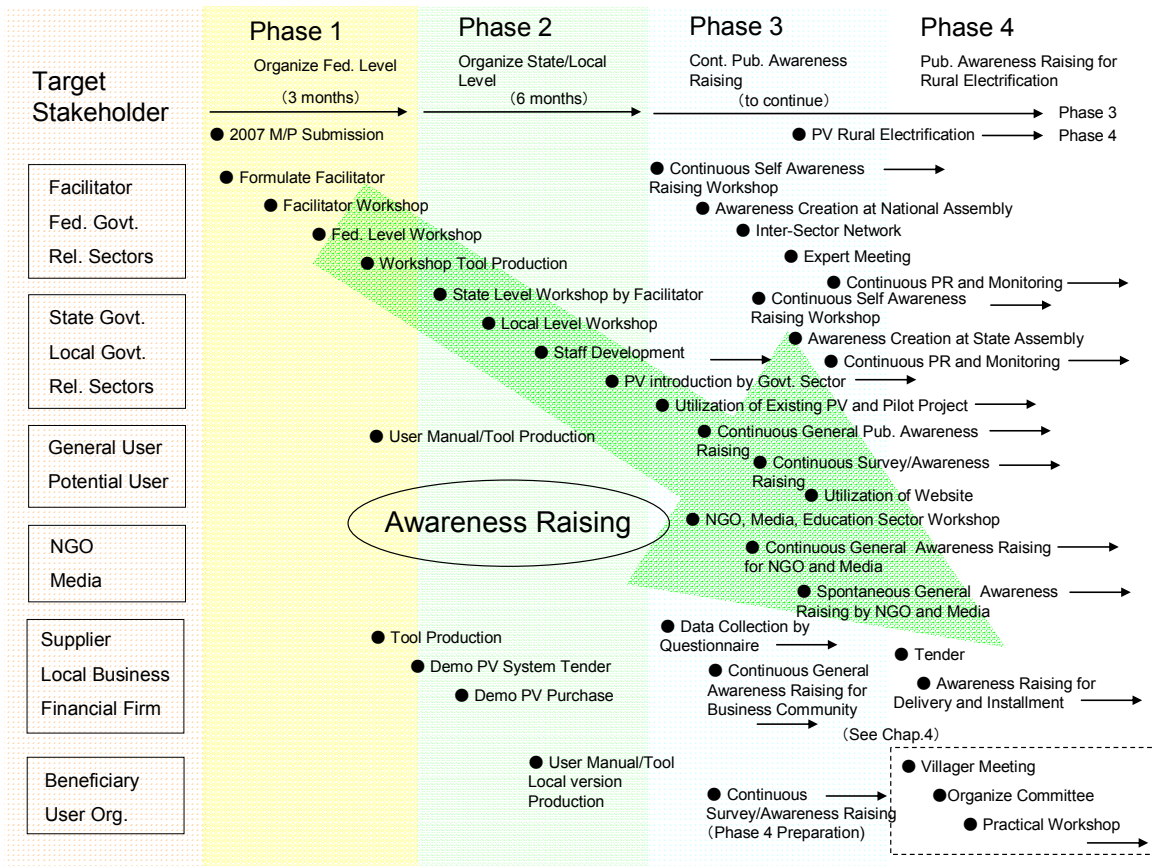 Phase 1
Phase 2
Phase 3
Phase 4
Target
Stakeholder
Organize Fed. Level
(3 months)
Organize State/Local
Level
(6 months)
Cont. Pub. Awareness
Raising
(to continue)
Pub. Awareness Raising for
Rural Electrification
Phase 3
● 2007 M/P Submission
● PV Rural Electrification
Phase 4
Facilitator
Fed. Govt.
Rel. Sectors
● Formulate Facilitator
● Facilitator Workshop
● Fed. Level Workshop
● Workshop Tool Production
● Continuous Self Awareness
Raising Workshop
● Awareness Creation at National Assembly
● Inter-Sector Network
● Expert Meeting
● Continuous PR and Monitoring
State Govt.
Local Govt.
Rel. Sectors
● State Level Workshop by Facilitator
● Local Level Workshop
● Staff Development
● PV introduction by Govt. Sector
● Continuous Self Awareness
Raising Workshop
● Awareness Creation at State Assembly
● Continuous PR and Monitoring
● Utilization of Existing PV and Pilot Project
General User
Potential User
● User Manual/Tool Production
● Continuous General Pub. Awareness
Raising
● Continuous Survey/Awareness
Raising
● Utilization of Website
Awareness Raising
NGO
Media
● NGO, Media, Education Sector Workshop
● Continuous General Awareness Raising
for NGO and Media
● Spontaneous General Awareness
Raising by NGO and Media
Supplier
Local Business
Financial Firm
● Tool Production
● Demo PV System Tender
● Demo PV Purchase
● Data Collection by
Questionnaire
● Continuous General
Awareness Raising for
Business Community
● Tender
● Awareness Raising for
Delivery and Installment
(See Chap.4)
Beneficiary
User Org.
● User Manual/Tool
Local version
Production
● Continuous
Survey/Awareness Raising
(Phase 4 Preparation)
● Villager Meeting
● Organize Committee
● Practical Workshop